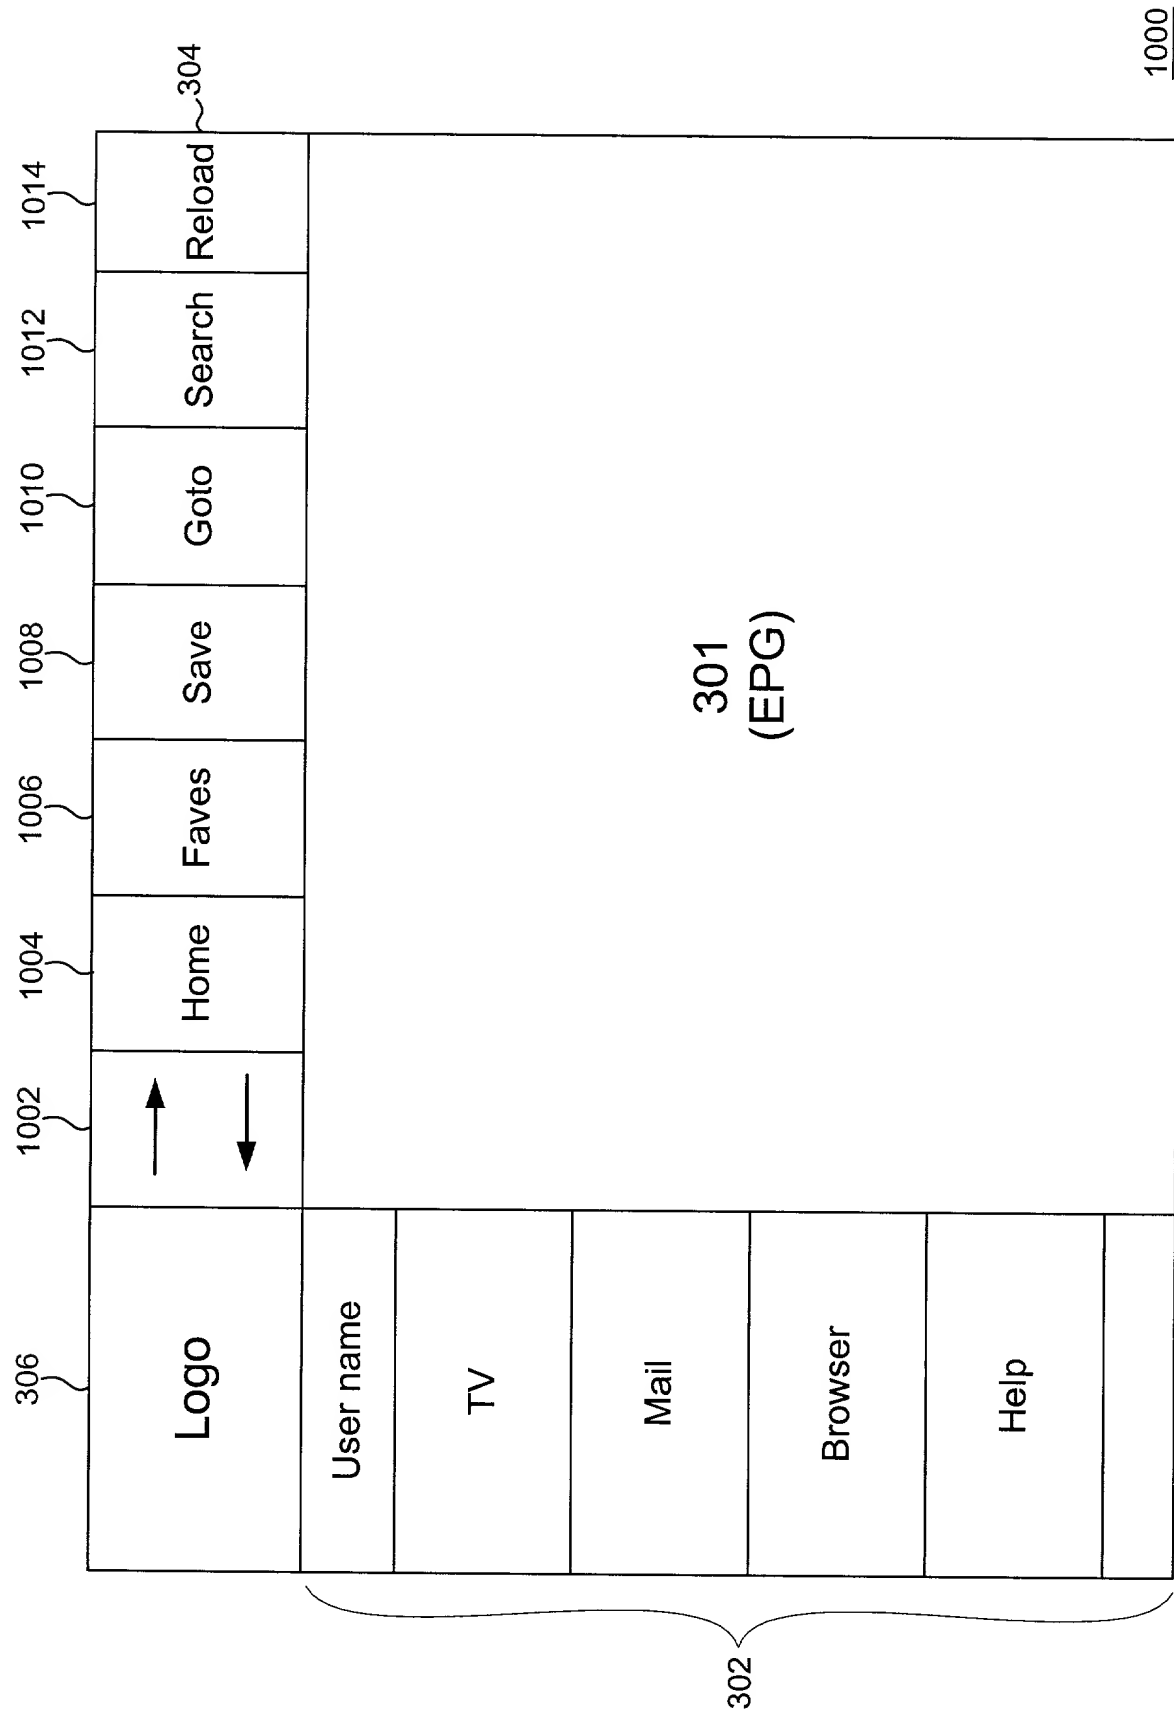 306
1002
1004
1006
1008
1010
1012
1014
Logo
Home
Faves
Save
Goto
Search
Reload
304
User name
TV
Mail
Browser
Help
302
301
(EPG)
1000